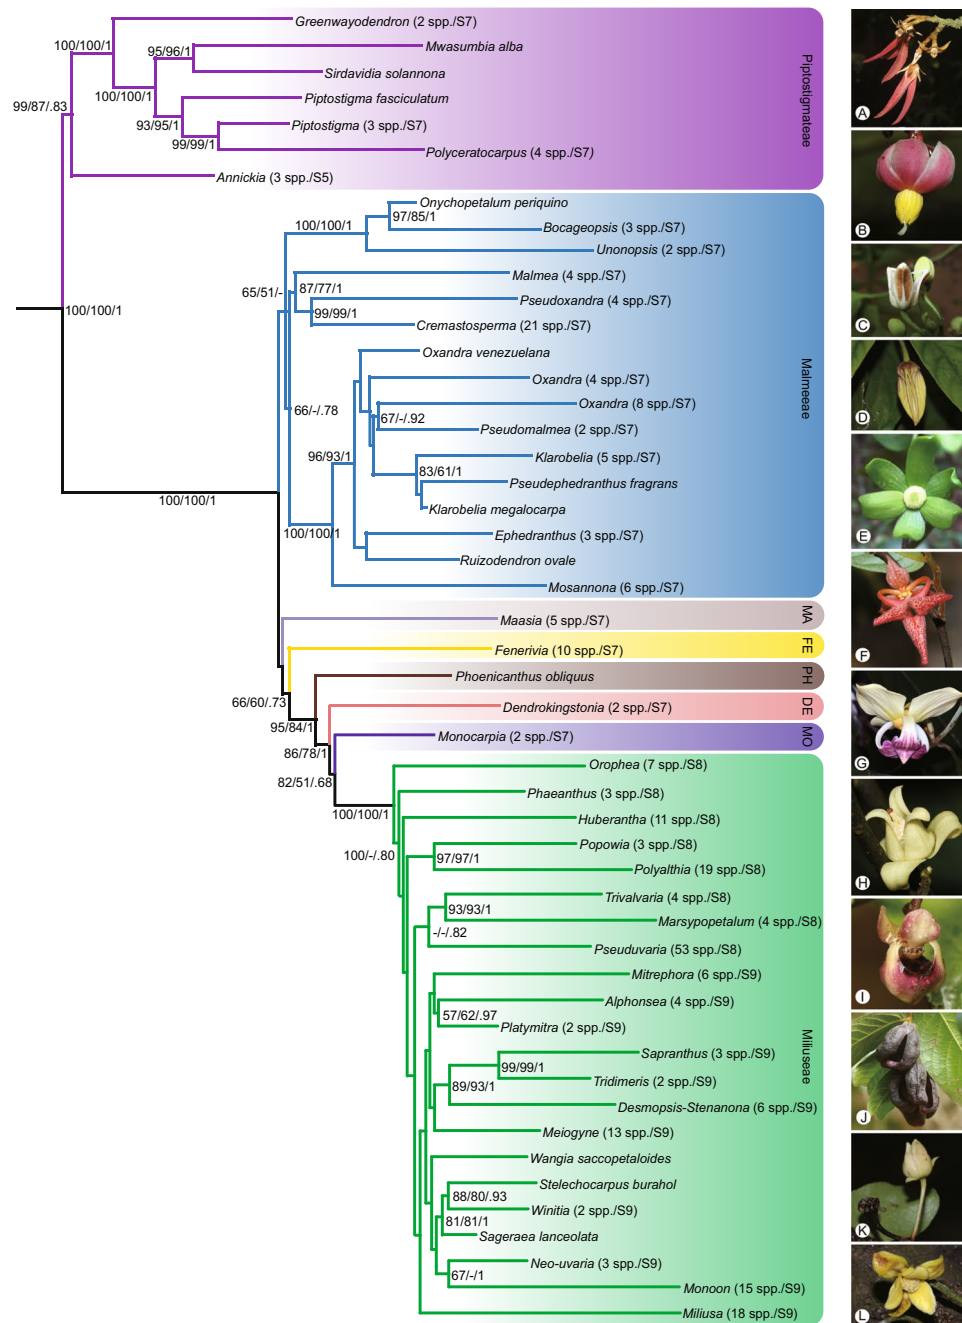 Greenwayodendron (2 spp./S7)
100/100/1
95/96/1
Mwasumbia alba
Sirdavidia solannona
100/100/1
Piptostigma fasciculatum
99/87/.83
93/95/1
Piptostigma (3 spp./S7)
99/99/1
Polyceratocarpus (4 spp./S7)
Annickia (3 spp./S5)
Piptostigmateae
Onychopetalum periquino
97/85/1
100/100/1
Bocageopsis (3 spp./S7)
Unonopsis (2 spp./S7)
Malmea (4 spp./S7)
65/51/-
87/77/1
Pseudoxandra (4 spp./S7)
100/100/1
99/99/1
Cremastosperma (21 spp./S7)
Oxandra venezuelana
Oxandra (4 spp./S7)
Oxandra (8 spp./S7)
66/-/.78
67/-/.92
Pseudomalmea (2 spp./S7)
96/93/1
Klarobelia (5 spp./S7)
83/61/1
Pseudephedranthus fragrans
100/100/1
Klarobelia megalocarpa
100/100/1
Ephedranthus (3 spp./S7)
Ruizodendron ovale
Mosannona (6 spp./S7)
Malmeeae
Maasia (5 spp./S7)
MA
Fenerivia (10 spp./S7)
FE
Phoenicanthus obliquus
PH
66/60/.73
Dendrokingstonia (2 spp./S7)
DE
95/84/1
Monocarpia (2 spp./S7)
MO
86/78/1
82/51/.68
Orophea (7 spp./S8)
Phaeanthus (3 spp./S8)
100/100/1
Huberantha (11 spp./S8)
Popowia (3 spp./S8)
100/-/.80
97/97/1
Polyalthia (19 spp./S8)
Trivalvaria (4 spp./S8)
93/93/1
Marsypopetalum (4 spp./S8)
-/-/.82
Pseuduvaria (53 spp./S8)
Mitrephora (6 spp./S9)
Alphonsea (4 spp./S9)
57/62/.97
Platymitra (2 spp./S9)
Sapranthus (3 spp./S9)
99/99/1
Tridimeris (2 spp./S9)
89/93/1
Desmopsis-Stenanona (6 spp./S9)
Meiogyne (13 spp./S9)
Wangia saccopetaloides
Stelechocarpus burahol
88/80/.93
Winitia (2 spp./S9)
81/81/1
Sageraea lanceolata
Neo-uvaria (3 spp./S9)
67/-/1
Monoon (15 spp./S9)
Miliusa (18 spp./S9)
Miliuseae
A
B
C
D
E
F
G
H
I
J
K
L